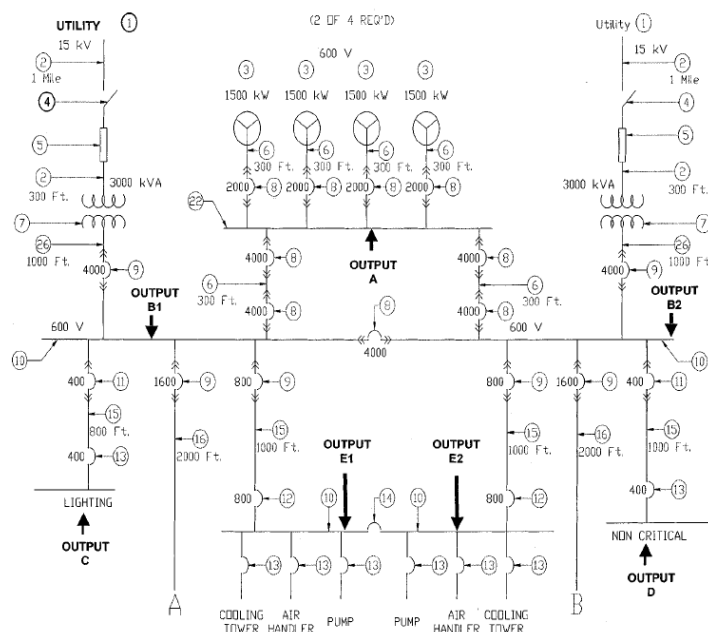 UTILITY 1
(2 OF 4 REQ'D)
Utility 1
15 kV
600 V
15 kV
2
1 Mile
3 3 3 3
2
1 Mile
1500 kW 1500 kW 1500 kW 1500 kW
4
4
5
5
6 6 6 6
300 Ft. 300 Ft. 300 Ft. 300 Ft.
2
300 Ft.
3000 kVA
2000 8 2000 8 2000 8 2000 8
3000 kVA
2
300 Ft.
7
22
7
26
1000 Ft.
4000 8
OUTPUT
A
4000 8
26
1000 Ft.
4000 9
6
300 Ft.
6
300 Ft.
4000 9
OUTPUT
B1
4000 8
8
4000 8
OUTPUT
B2
600 V
4000
600 V
10
10
400 11
1600 9
800 9
800 9
1600 9
400 11
15
800 Ft.
16
2000 Ft.
15
1000 Ft.
15
1000 Ft.
16
2000 Ft.
15
1000 Ft.
400 13
OUTPUT
E1
OUTPUT
E2
400 13
LIGHTING
800 12
10
14
10
800 12
NON CRITICAL
OUTPUT
C
OUTPUT
D
13 13 13 13 13 13
A
B
COOLING
TOWER
AIR
HANDLER
PUMP
PUMP
AIR
HANDLER
COOLING
TOWER